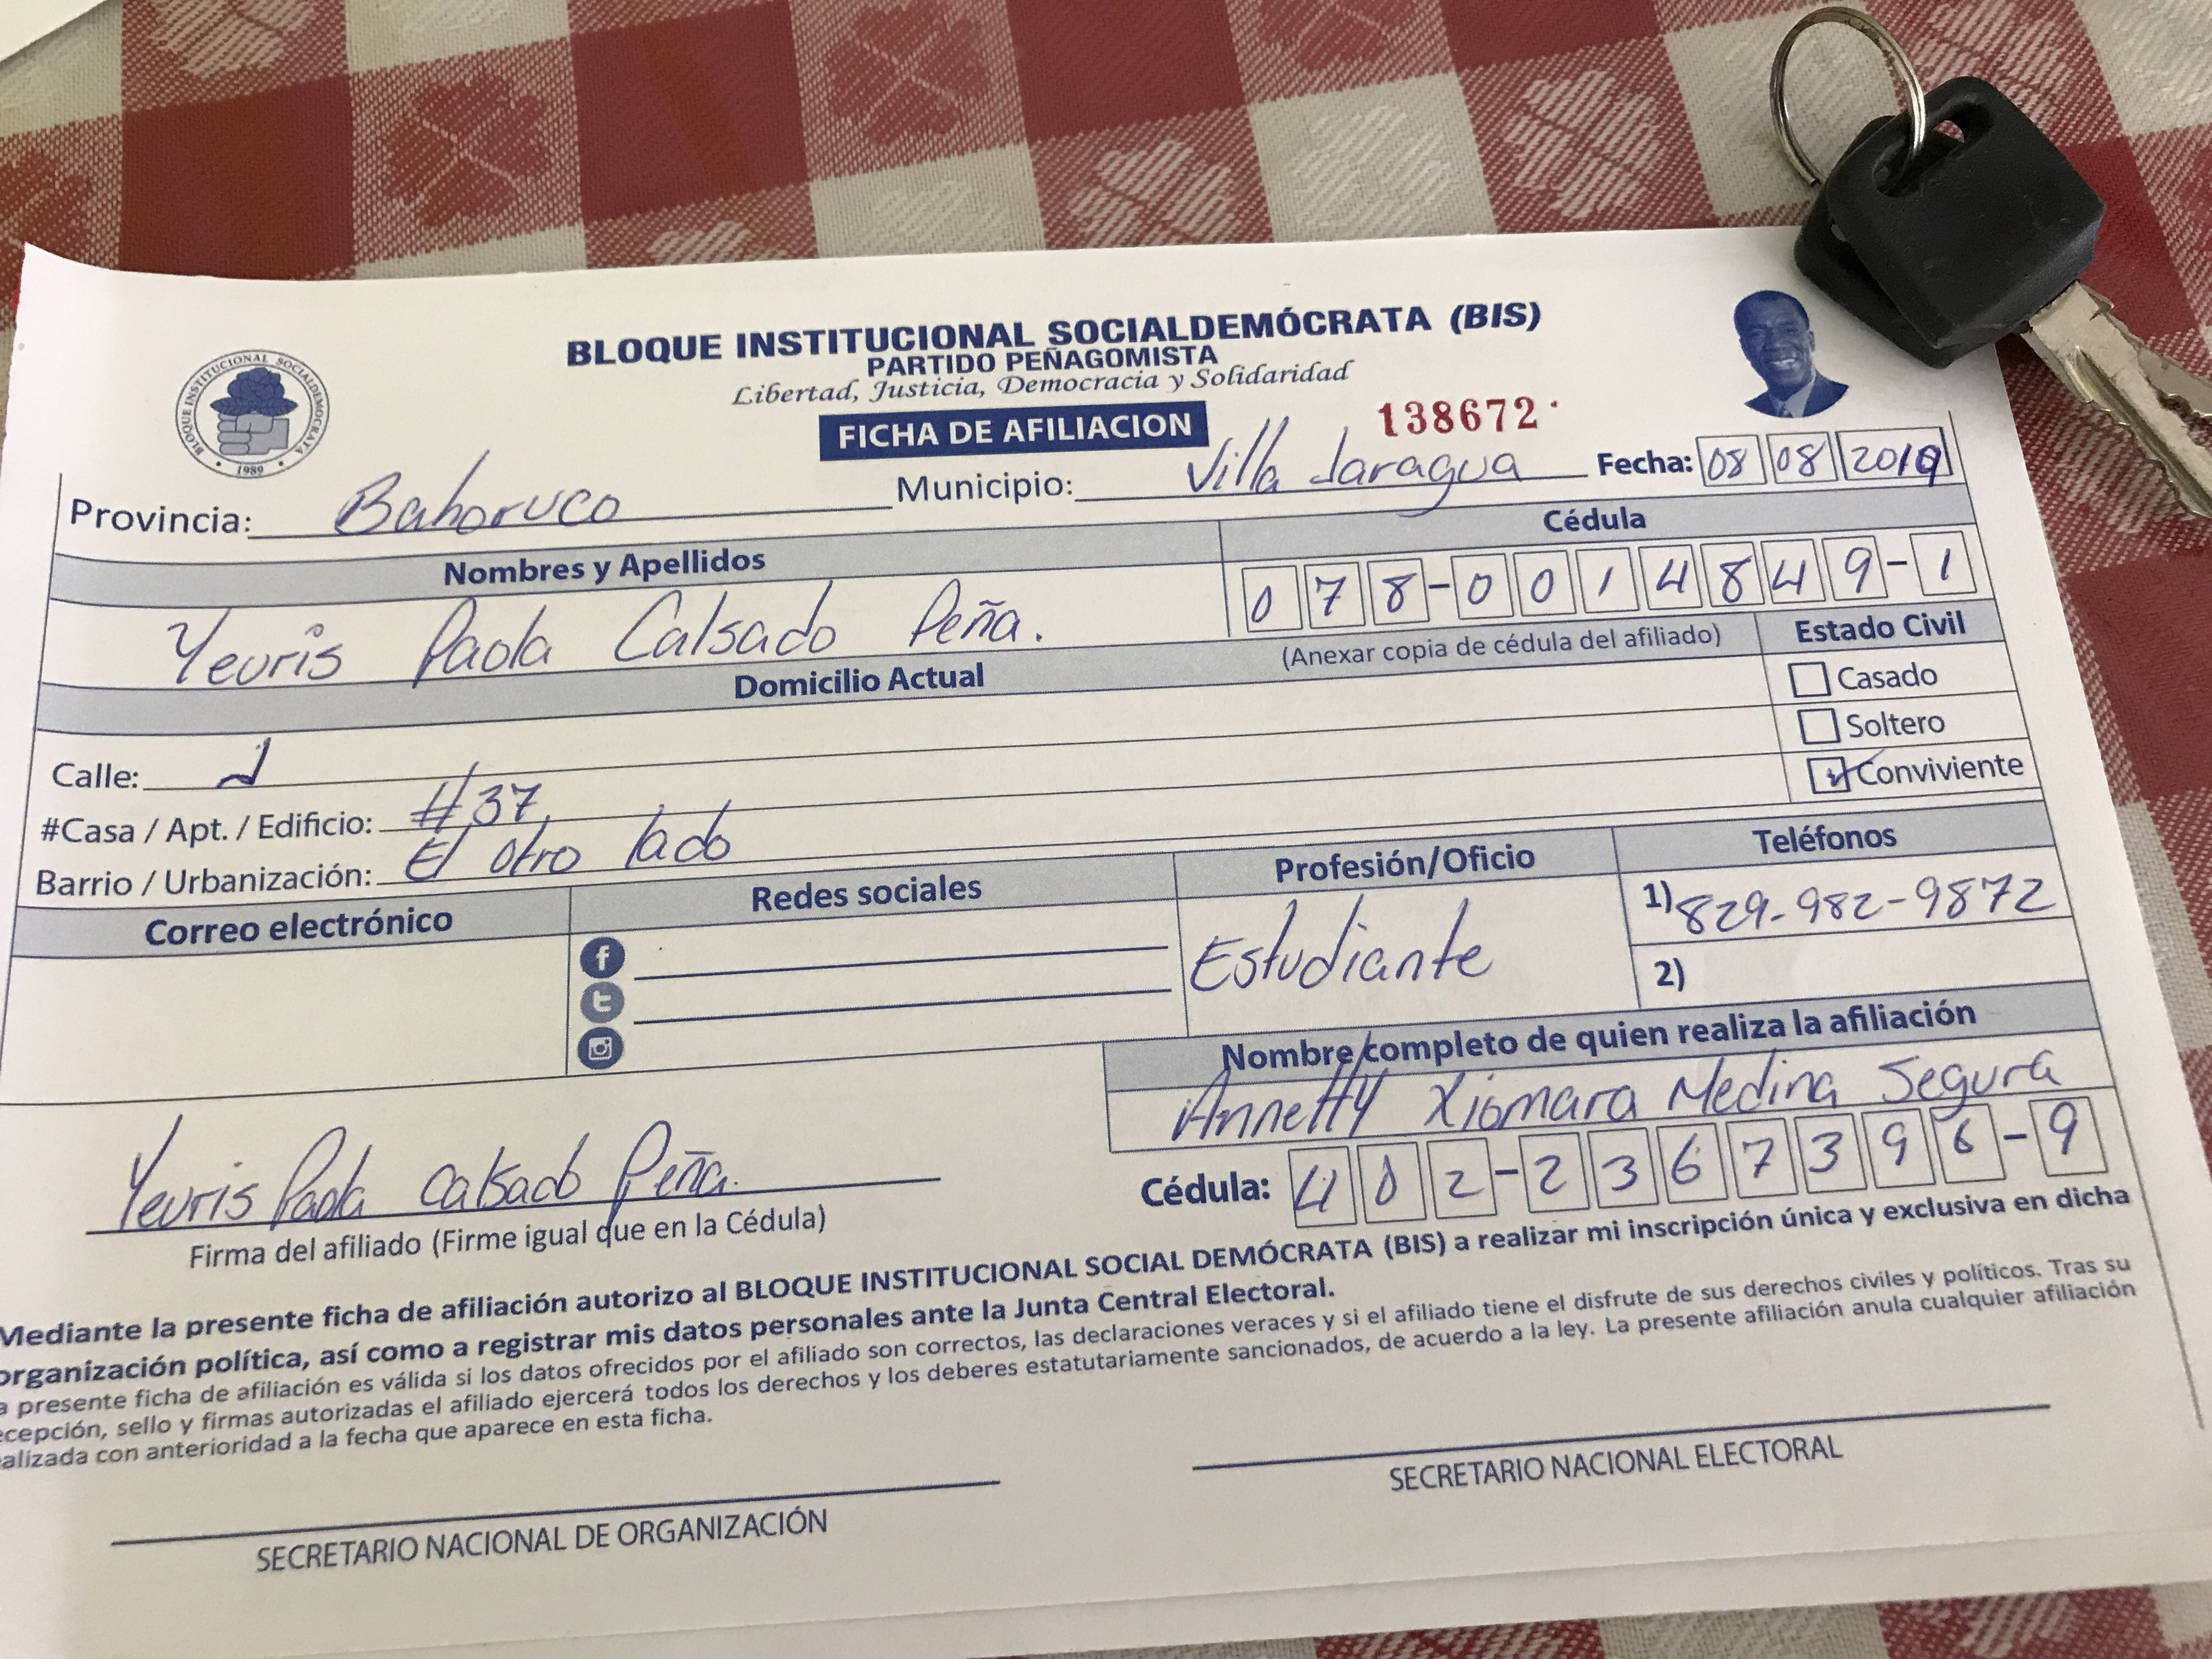 BLOQUE INSTITUCIONAL SOCIALDEMÓCRATA (BIS)
PARTIDO PEÑAGOMISTA
Libertad, Justicia, Democracia y Solidaridad
BLOQUE INSTITUCIONAL SOCIALDEMÓCRATA
1989
FICHA DE AFILIACION
138672
Provincia: Bahoruco Municipio: Villa Jaragua Fecha: 08 08 2019
Nombres y Apellidos Cédula
Yeuris Paola Calsado Peña. 078-0014849-1
(Anexar copia de cédula del afiliado)
Domicilio Actual Estado Civil
Casado
Soltero
Conviviente
Calle:
#Casa / Apt. / Edificio: #37
Barrio / Urbanización: El otro lado
Correo electrónico Redes sociales Profesión/Oficio Teléfonos
Estudiante 1) 829-982-9872
2)
Nombre completo de quien realiza la afiliación
Annetty Xiomara Medina Segura
Cédula: 402-2367396-9
Yeuris Paola Calsado Peña.
Firma del afiliado (Firme igual que en la Cédula)
Mediante la presente ficha de afiliación autorizo al BLOQUE INSTITUCIONAL SOCIAL DEMÓCRATA (BIS) a realizar mi inscripción única y exclusiva en dicha
organización política, así como a registrar mis datos personales ante la Junta Central Electoral.
a presente ficha de afiliación es válida si los datos ofrecidos por el afiliado son correctos, las declaraciones veraces y si el afiliado tiene el disfrute de sus derechos civiles y políticos. Tras su
ecepción, sello y firmas autorizadas el afiliado ejercerá todos los derechos y los deberes estatutariamente sancionados, de acuerdo a la ley. La presente afiliación anula cualquier afiliación
alizada con anterioridad a la fecha que aparece en esta ficha.
SECRETARIO NACIONAL DE ORGANIZACIÓN
SECRETARIO NACIONAL ELECTORAL